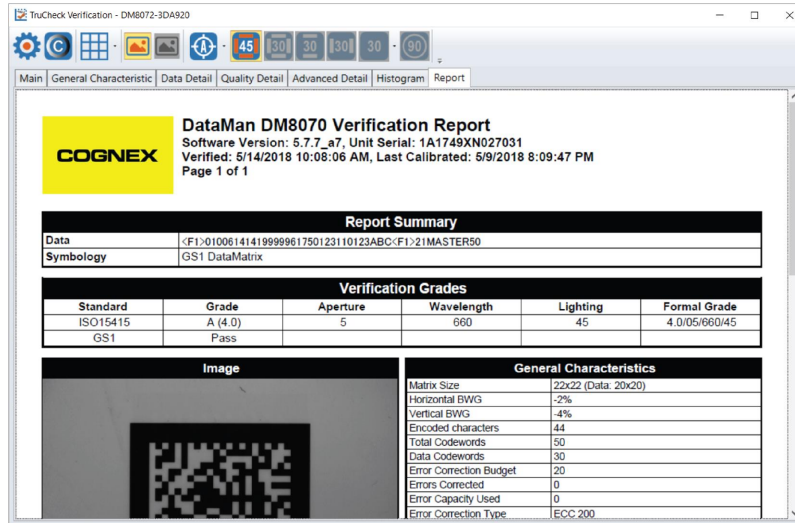 TruCheck Verification - DM8072-3DA920
45 30 30 30 30 90
Main General Characteristic Data Detail Quality Detail Advanced Detail Histogram Report
COGNEX
DataMan DM8070 Verification Report
Software Version: 5.7.7_a7, Unit Serial: 1A1749XN027031
Verified: 5/14/2018 10:08:06 AM, Last Calibrated: 5/9/2018 8:09:47 PM
Page 1 of 1
Report Summary
Data <F1>01006141419999961750123110123ABC<F1>21MASTER50
Symbology GS1 DataMatrix
Verification Grades
Standard Grade Aperture Wavelength Lighting Formal Grade
ISO15415 A (4.0) 5 660 45 4.0/05/660/45
GS1 Pass
Image
General Characteristics
Matrix Size 22x22 (Data: 20x20)
Horizontal BWG -2%
Vertical BWG -4%
Encoded characters 44
Total Codewords 50
Data Codewords 30
Error Correction Budget 20
Errors Corrected 0
Error Capacity Used 0
Error Correction Type ECC 200